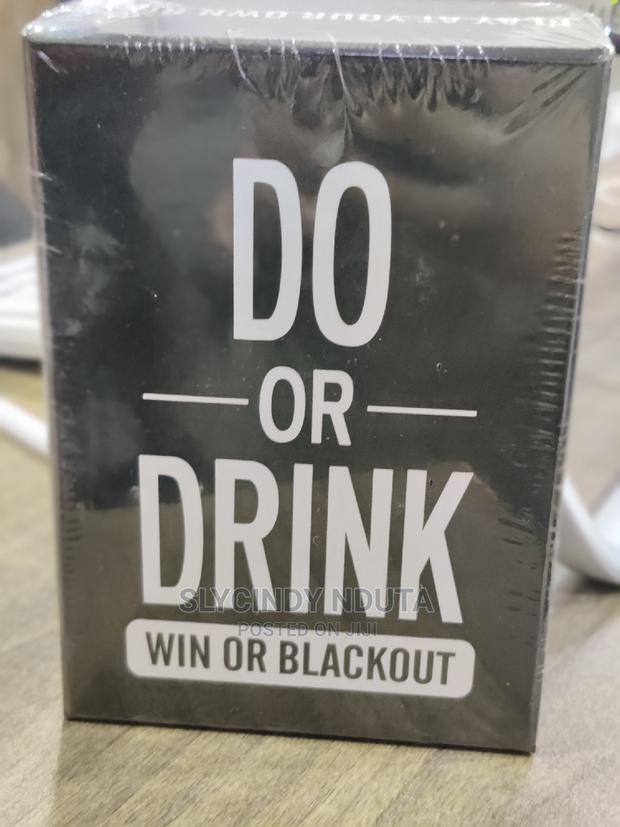 PLAY AT YOUR OWN
DO
OR
DRINK
SLYCINDY NDUTA
POSTED ON JIJI
WIN OR BLACKOUT